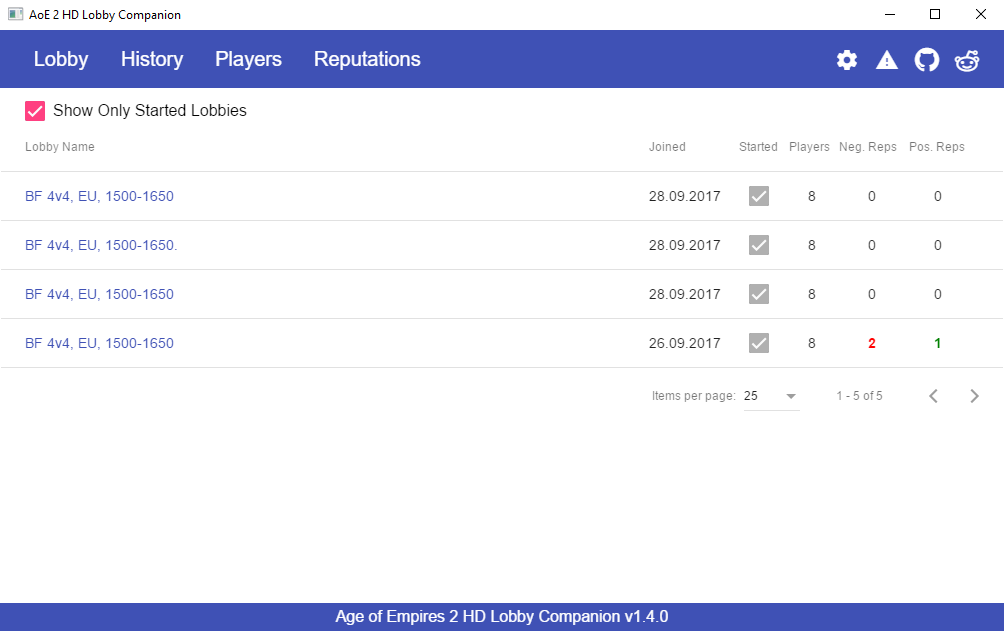 AoE 2 HD Lobby Companion
Lobby History Players Reputations
Show Only Started Lobbies
Lobby Name Joined Started Players Neg. Reps Pos. Reps
BF 4v4, EU, 1500-1650 28.09.2017 8 0 0
BF 4v4, EU, 1500-1650. 28.09.2017 8 0 0
BF 4v4, EU, 1500-1650 28.09.2017 8 0 0
BF 4v4, EU, 1500-1650 26.09.2017 8 2 1
Items per page: 25 1 - 5 of 5
Age of Empires 2 HD Lobby Companion v1.4.0